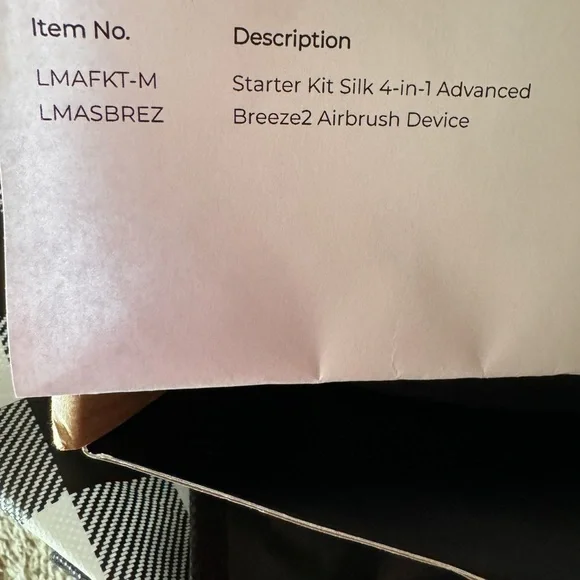 Item No. Description
LMAFKT-M Starter Kit Silk 4-in-1 Advanced
LMASBREZ Breeze2 Airbrush Device